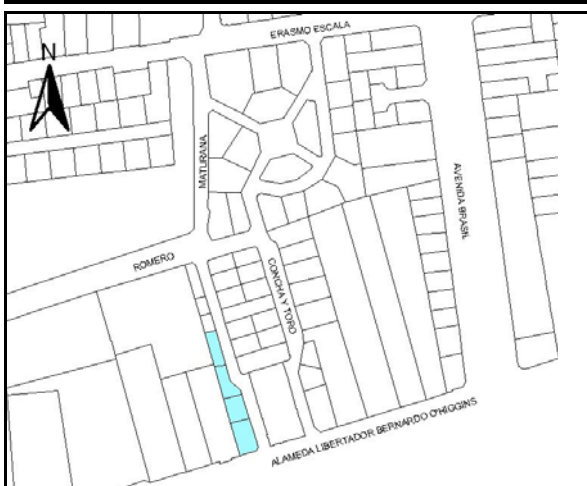 ERASMO ESCALA
N
MATURANA
AVENIDA BRASIL
ROMERO
CONCHA Y TORO
ALAMEDA LIBERTADOR BERNARDO O'HIGGINS